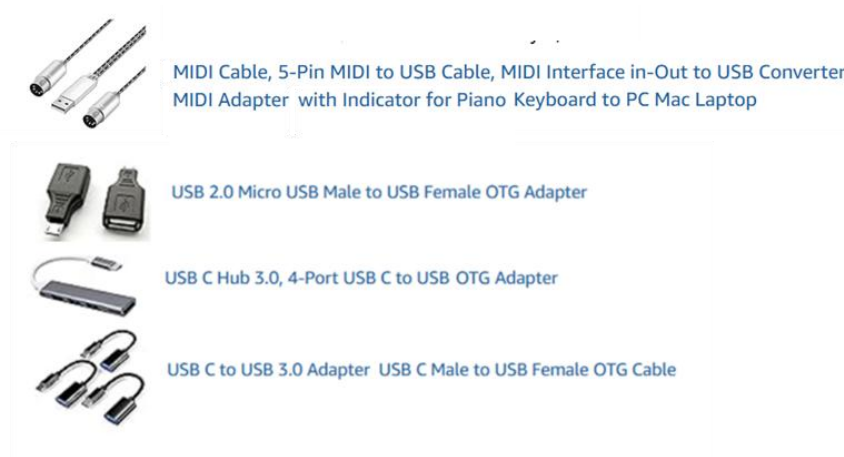 MIDI Cable, 5-Pin MIDI to USB Cable, MIDI Interface in-Out to USB Converter
MIDI Adapter with Indicator for Piano Keyboard to PC Mac Laptop
USB 2.0 Micro USB Male to USB Female OTG Adapter
USB C Hub 3.0, 4-Port USB C to USB OTG Adapter
USB C to USB 3.0 Adapter USB C Male to USB Female OTG Cable